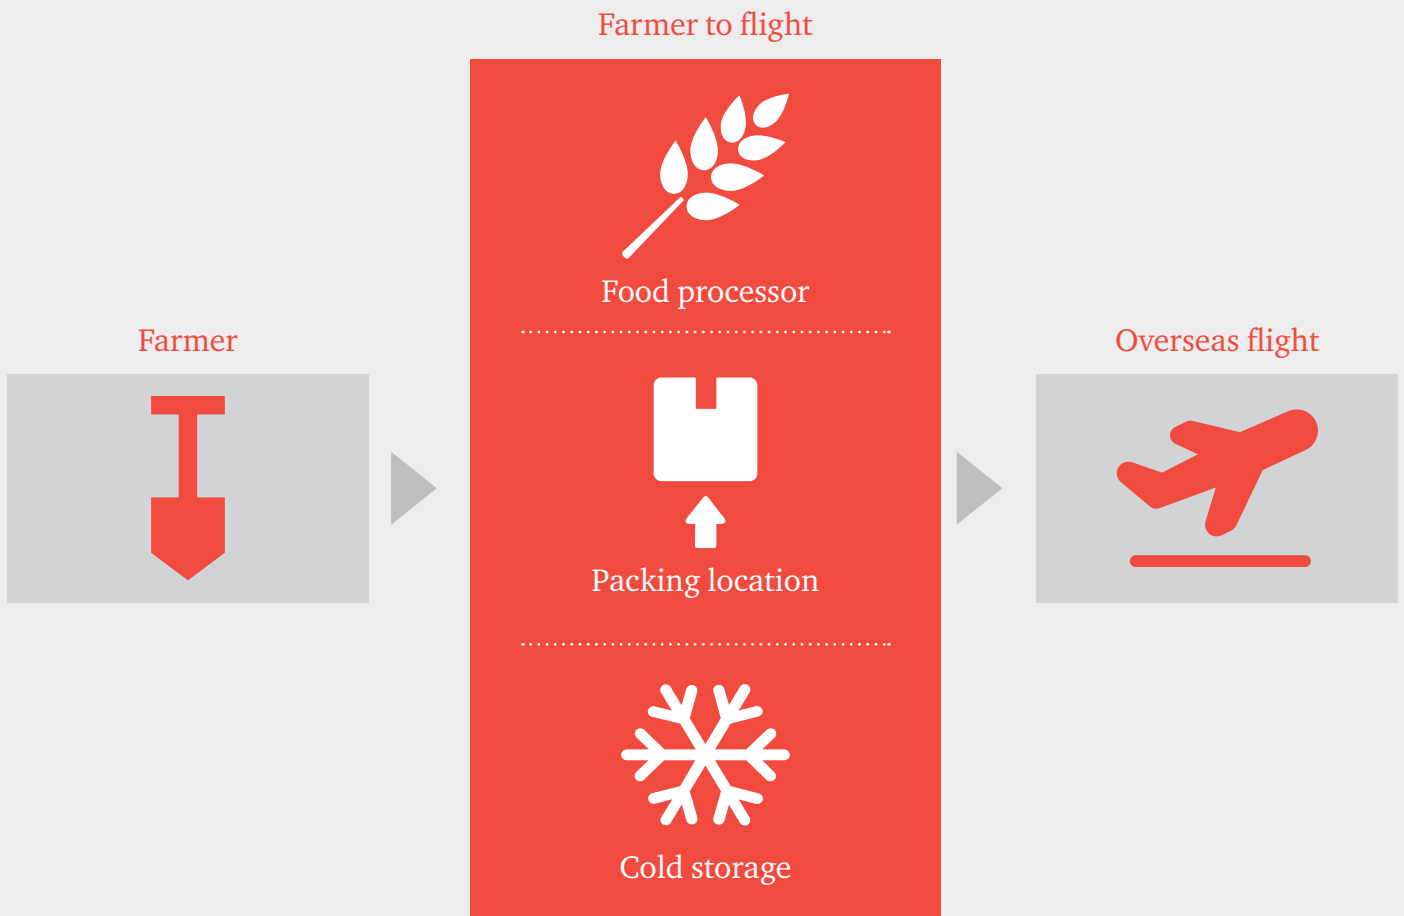 Farmer to flight
Food processor
Farmer
Overseas flight
Packing location
Cold storage